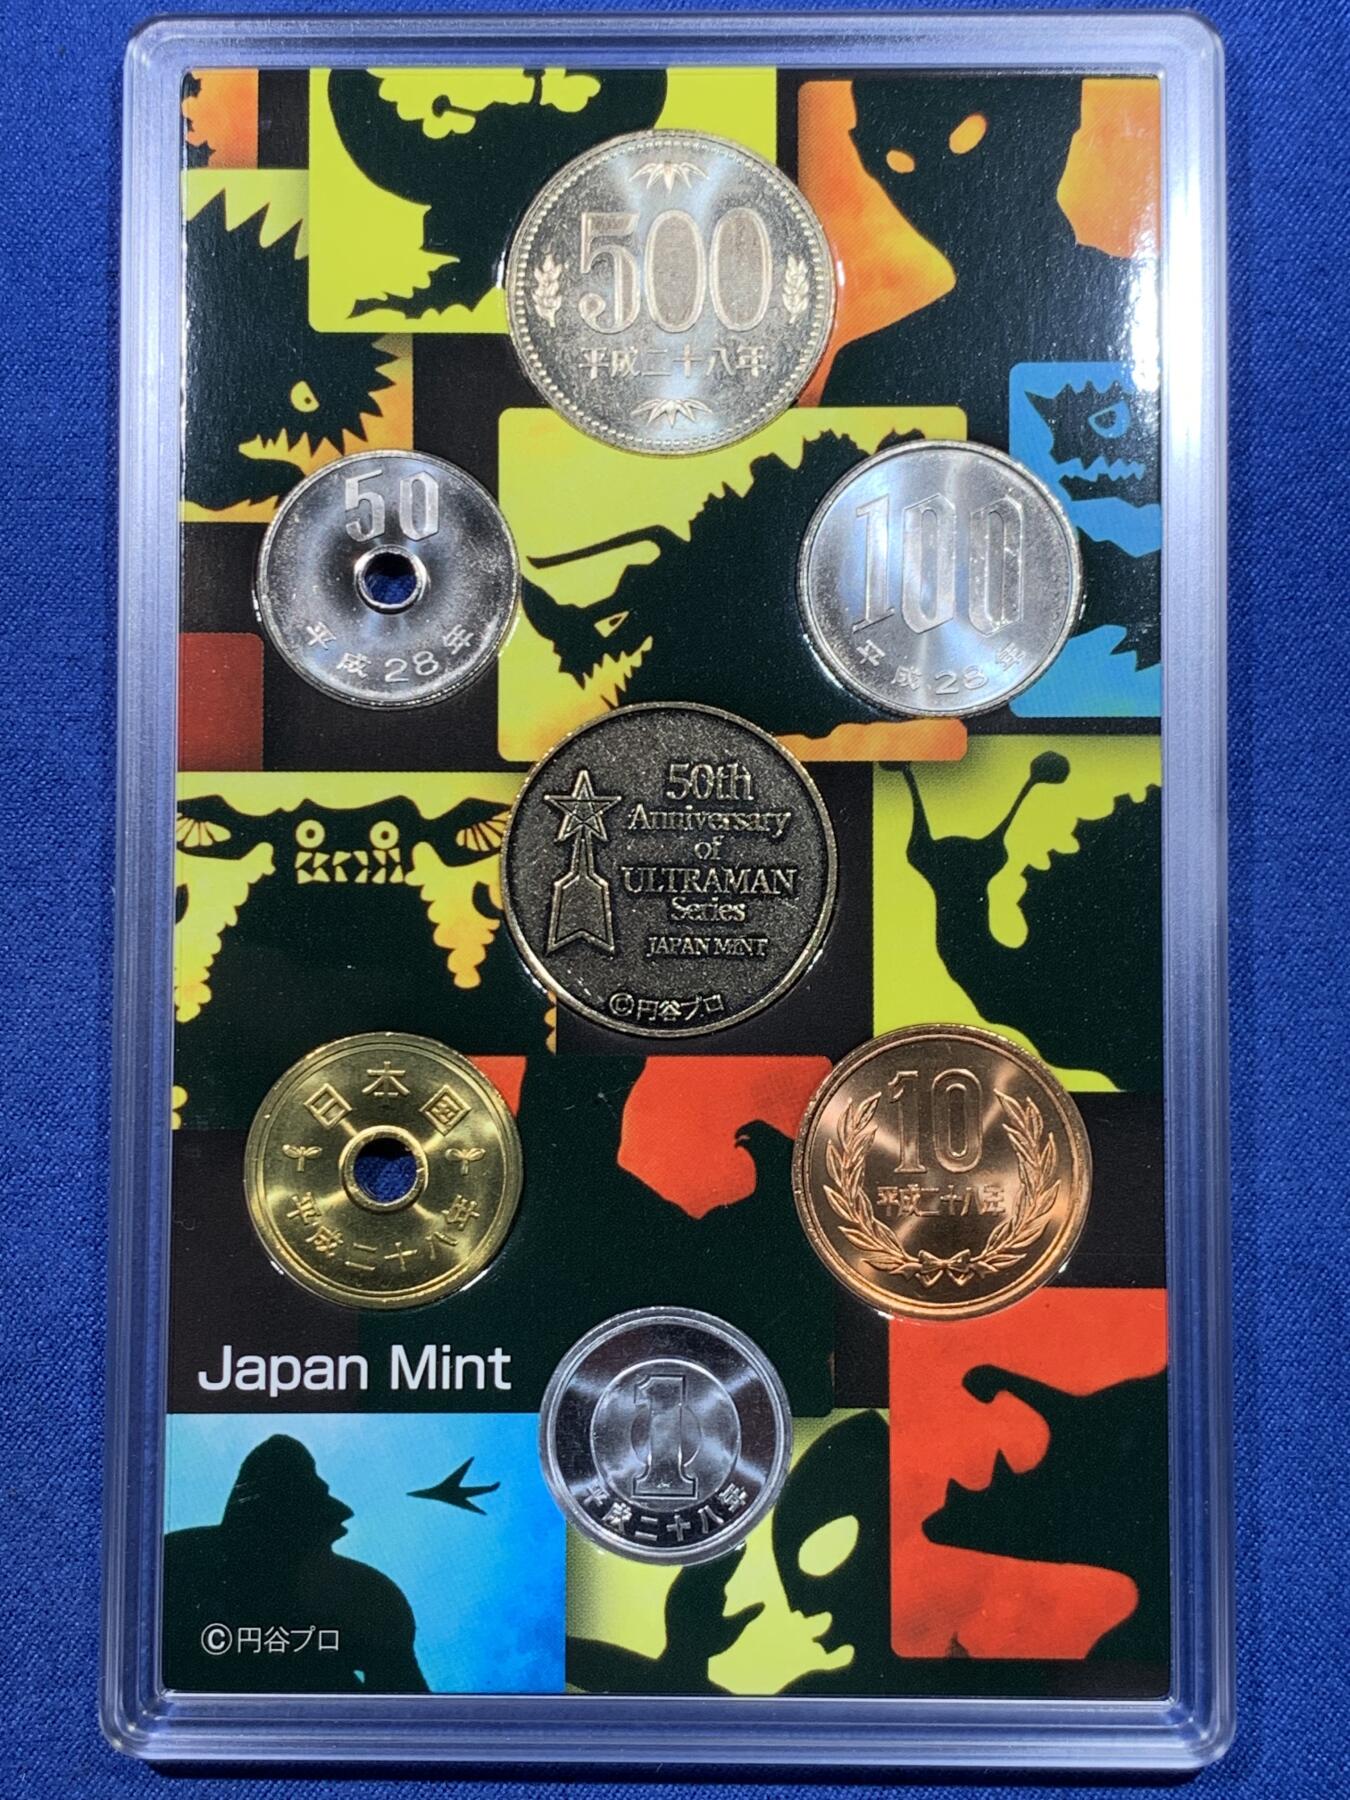 500
平成二十八年
50
平成28年
100
平成28年
50th
Anniversary
of
ULTRAMAN
Series
JAPAN MINT
©円谷プロ
日本国
平成二十八年
10
平成二十八年
Japan Mint
1
平成二十八年
©円谷プロ